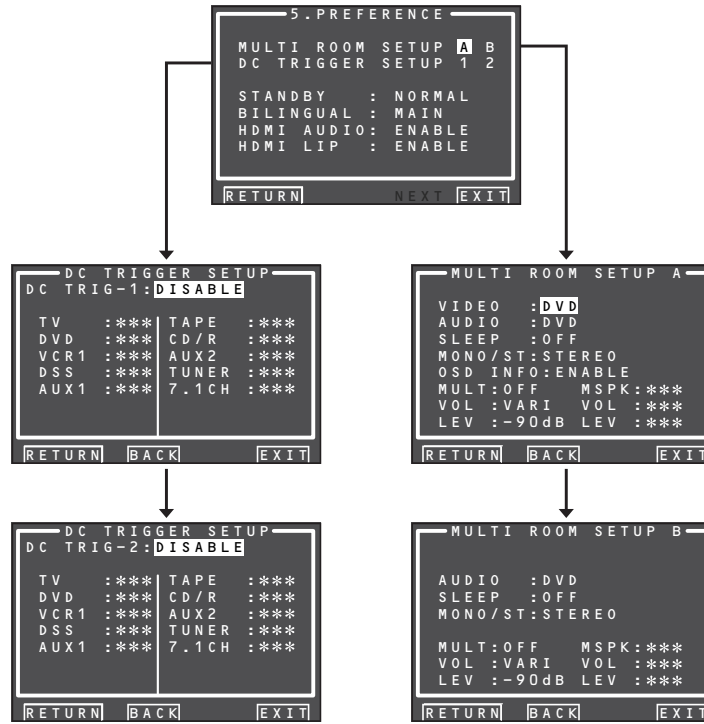 5.PREFERENCE
MULTI ROOM SETUP A B
DC TRIGGER SETUP 1 2
STANDBY : NORMAL
BILINGUAL : MAIN
HDMI AUDIO: ENABLE
HDMI LIP : ENABLE
RETURN NEXT EXIT
DC TRIGGER SETUP
DC TRIG-1:DISABLE
TV :*** TAPE :***
DVD :*** CD/R :***
VCR1 :*** AUX2 :***
DSS :*** TUNER :***
AUX1 :*** 7.1CH :***
RETURN BACK EXIT
MULTI ROOM SETUP A
VIDEO :DVD
AUDIO :DVD
SLEEP :OFF
MONO/ST:STEREO
OSD INFO:ENABLE
MULT:OFF MSPK:***
VOL :VARI VOL :***
LEV :-90dB LEV :***
RETURN BACK EXIT
DC TRIGGER SETUP
DC TRIG-2:DISABLE
TV :*** TAPE :***
DVD :*** CD/R :***
VCR1 :*** AUX2 :***
DSS :*** TUNER :***
AUX1 :*** 7.1CH :***
RETURN BACK EXIT
MULTI ROOM SETUP B
AUDIO :DVD
SLEEP :OFF
MONO/ST:STEREO
MULT:OFF MSPK:***
VOL :VARI VOL :***
LEV :-90dB LEV :***
RETURN BACK EXIT